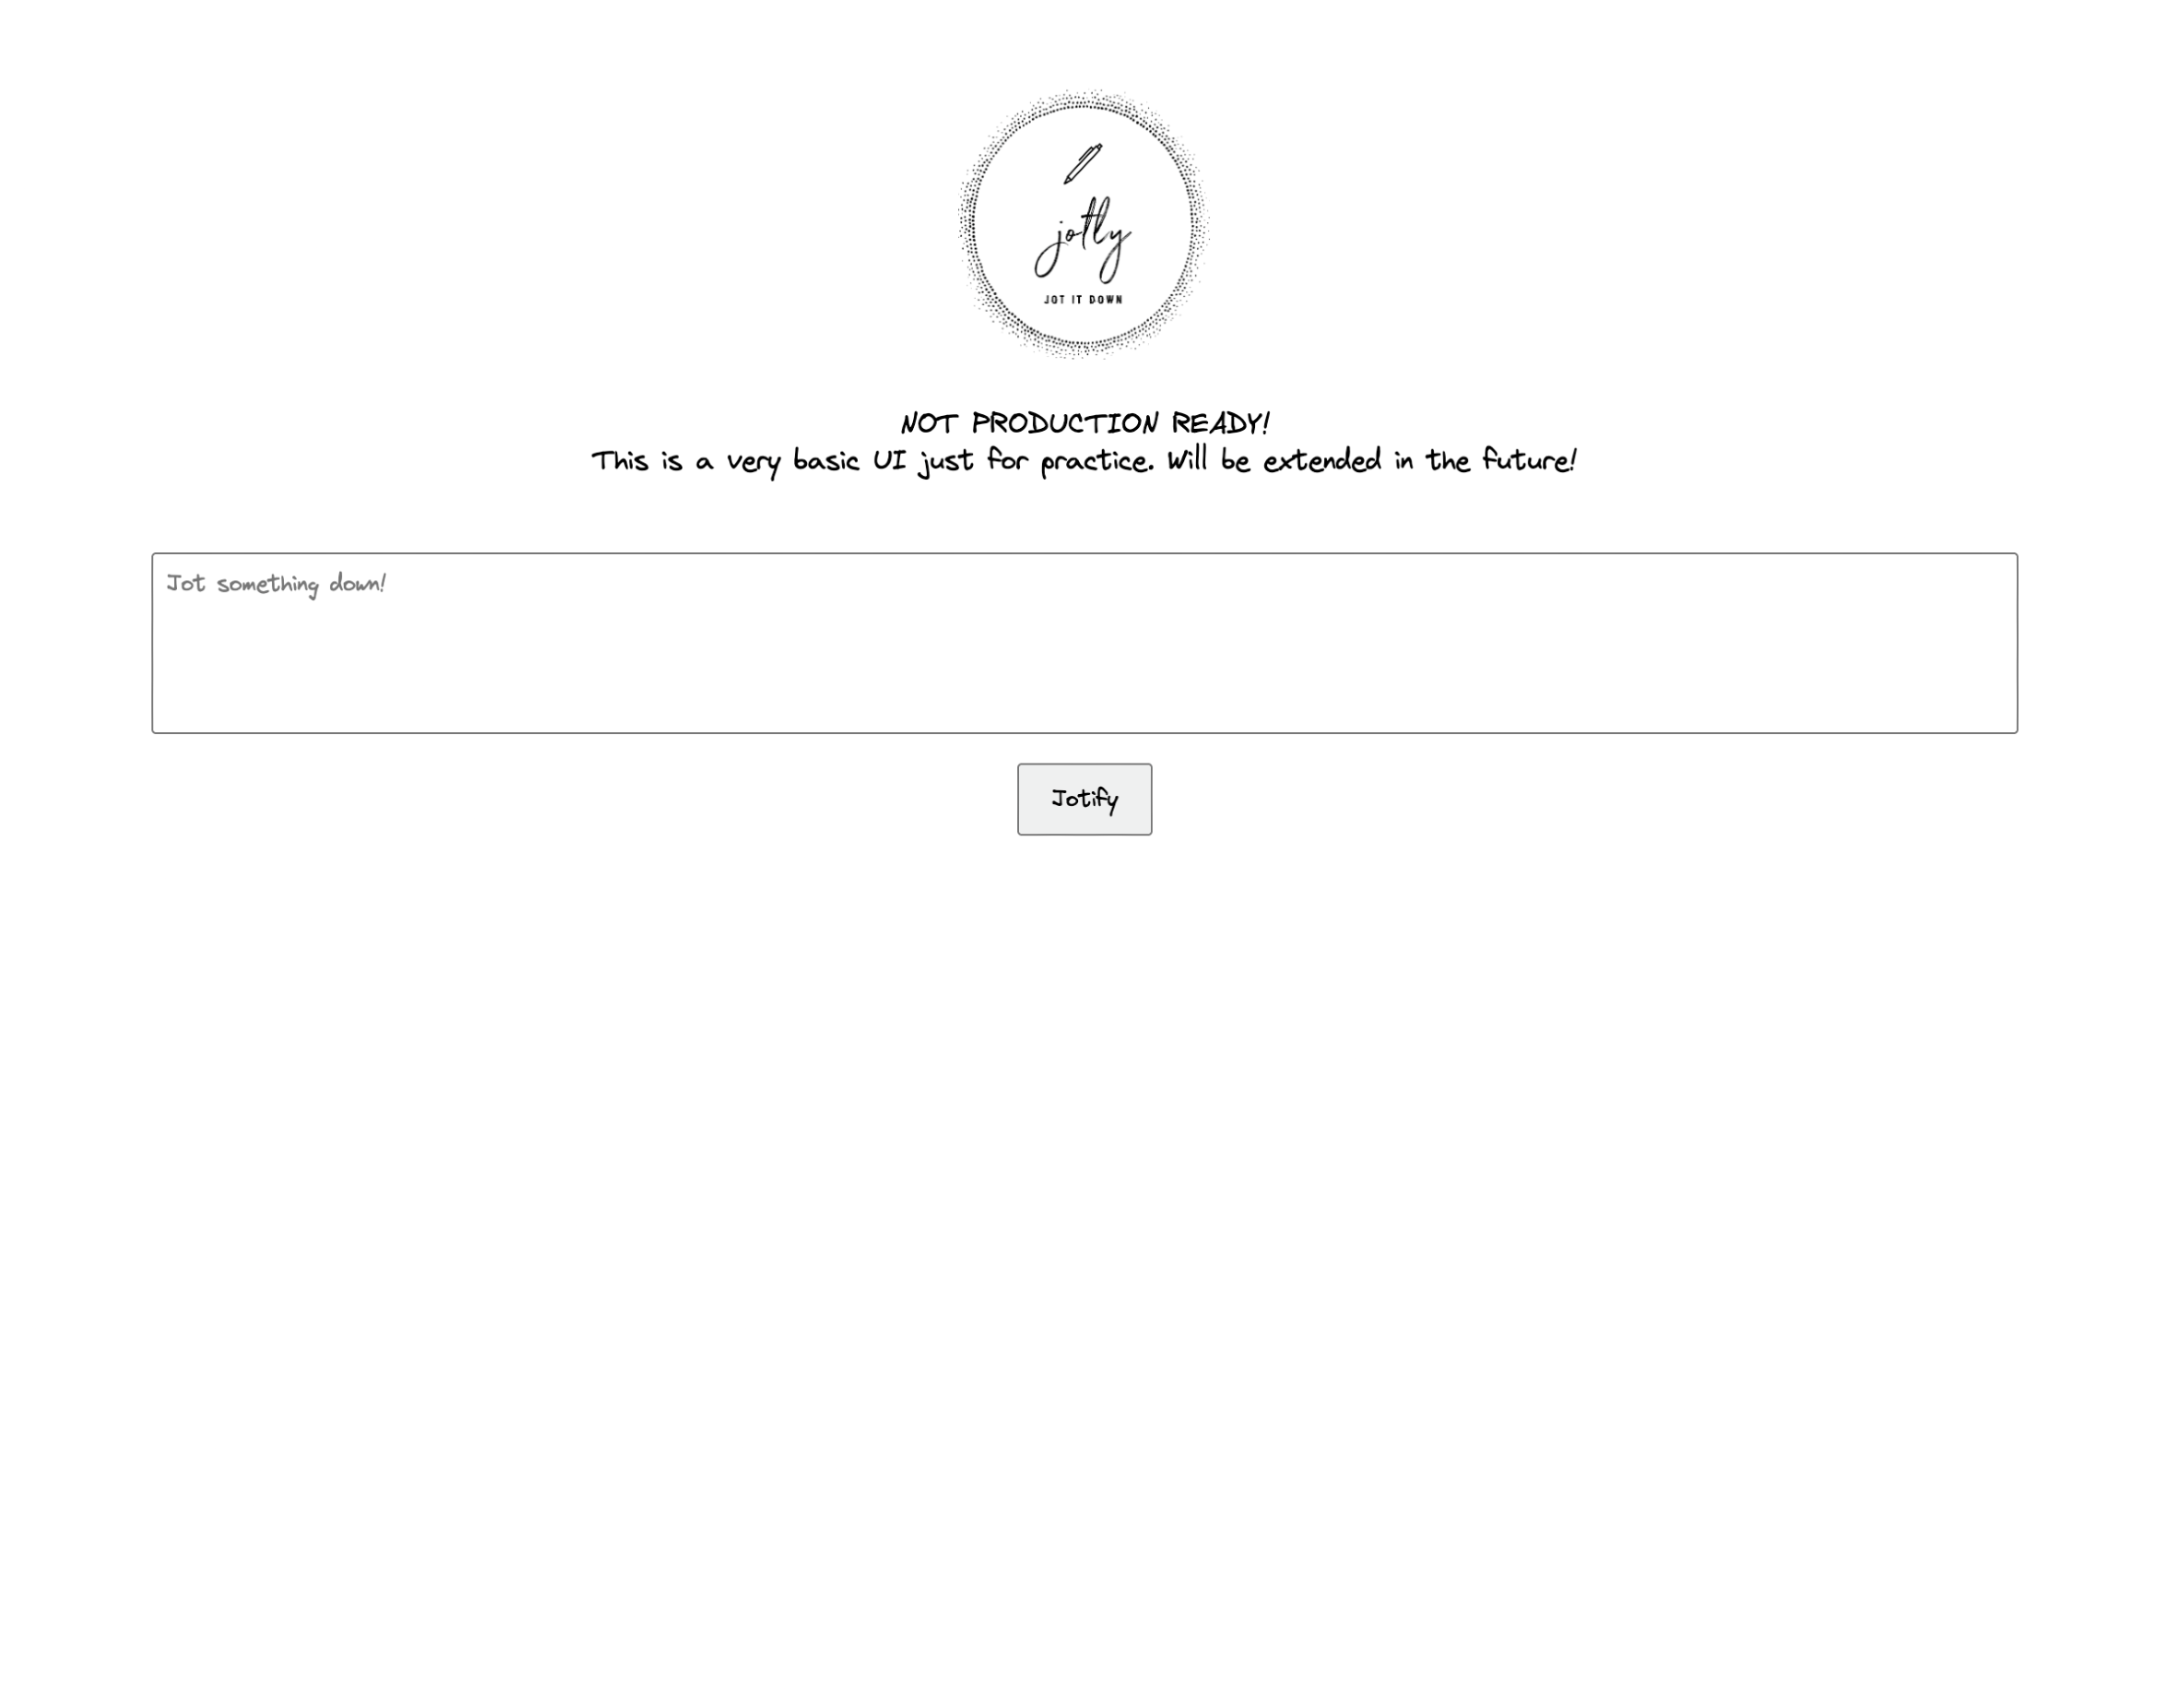 jotly
JOT IT DOWN
NOT PRODUCTION READY!
This is a very basic UI just for practice. Will be extended in the future!
Jot something down!
Jotify